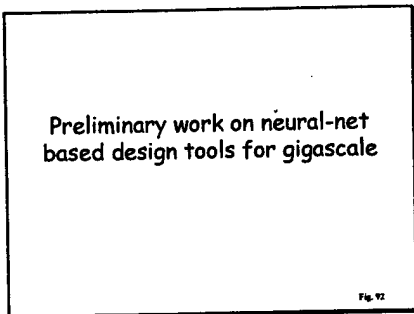 Preliminary work on neural-net
based design tools for gigascale
Fig. 92